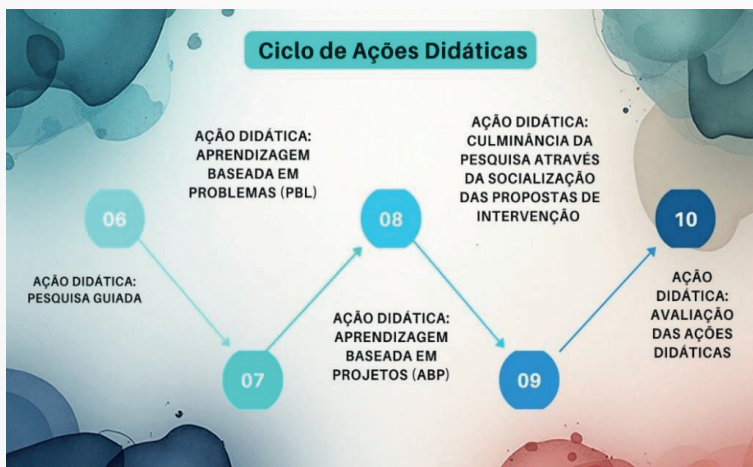 Ciclo de Ações Didáticas
06
AÇÃO DIDÁTICA:
PESQUISA GUIADA
AÇÃO DIDÁTICA:
APRENDIZAGEM
BASEADA EM
PROBLEMAS (PBL)
07
08
AÇÃO DIDÁTICA:
APRENDIZAGEM
BASEADA EM
PROJETOS (ABP)
AÇÃO DIDÁTICA:
CULMINÂNCIA DA
PESQUISA ATRAVÉS
DA SOCIALIZAÇÃO
DAS PROPOSTAS DE
INTERVENÇÃO
09
10
AÇÃO
DIDÁTICA:
AVALIAÇÃO
DAS AÇÕES
DIDÁTICAS